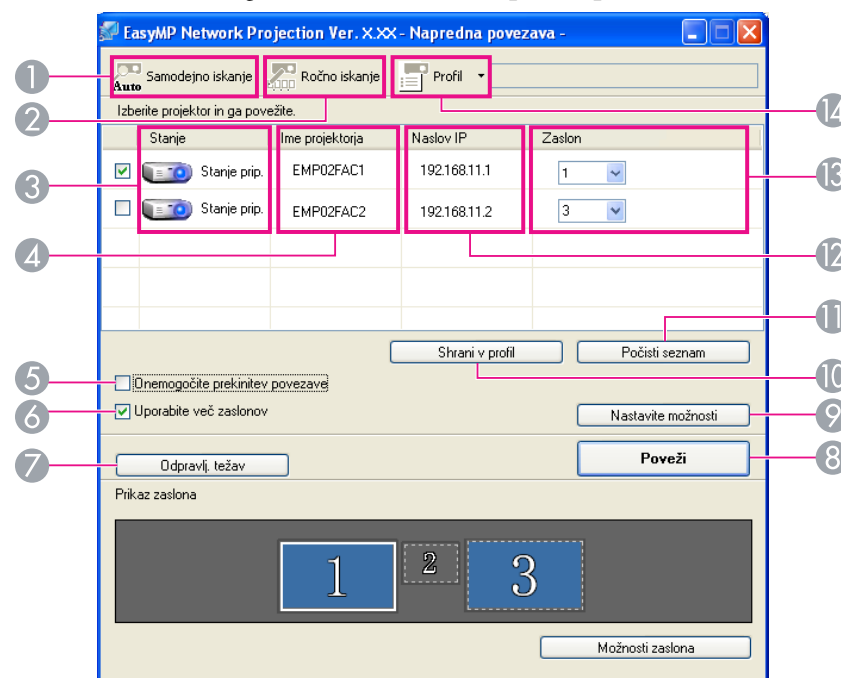 EasyMP Network Projection Ver. X.XX - Napredna povezava -
1 Auto Samodejno iskanje Ročno iskanje Profil
2 Izberite projektor in ga povežite. 14
Stanje Ime projektorja Naslov IP Zaslon
3 Stanje prip. EMP02FAC1 192.168.11.1 1 13
Stanje prip. EMP02FAC2 192.168.11.2 3
4 12
11
Shrani v profil Počisti seznam
5 Onemogočite prekinitev povezave 10
6 Uporabite več zaslonov Nastavite možnosti 9
7 Odpravlj. težav Poveži 8
Prikaz zaslona
1 2 3
Možnosti zaslona